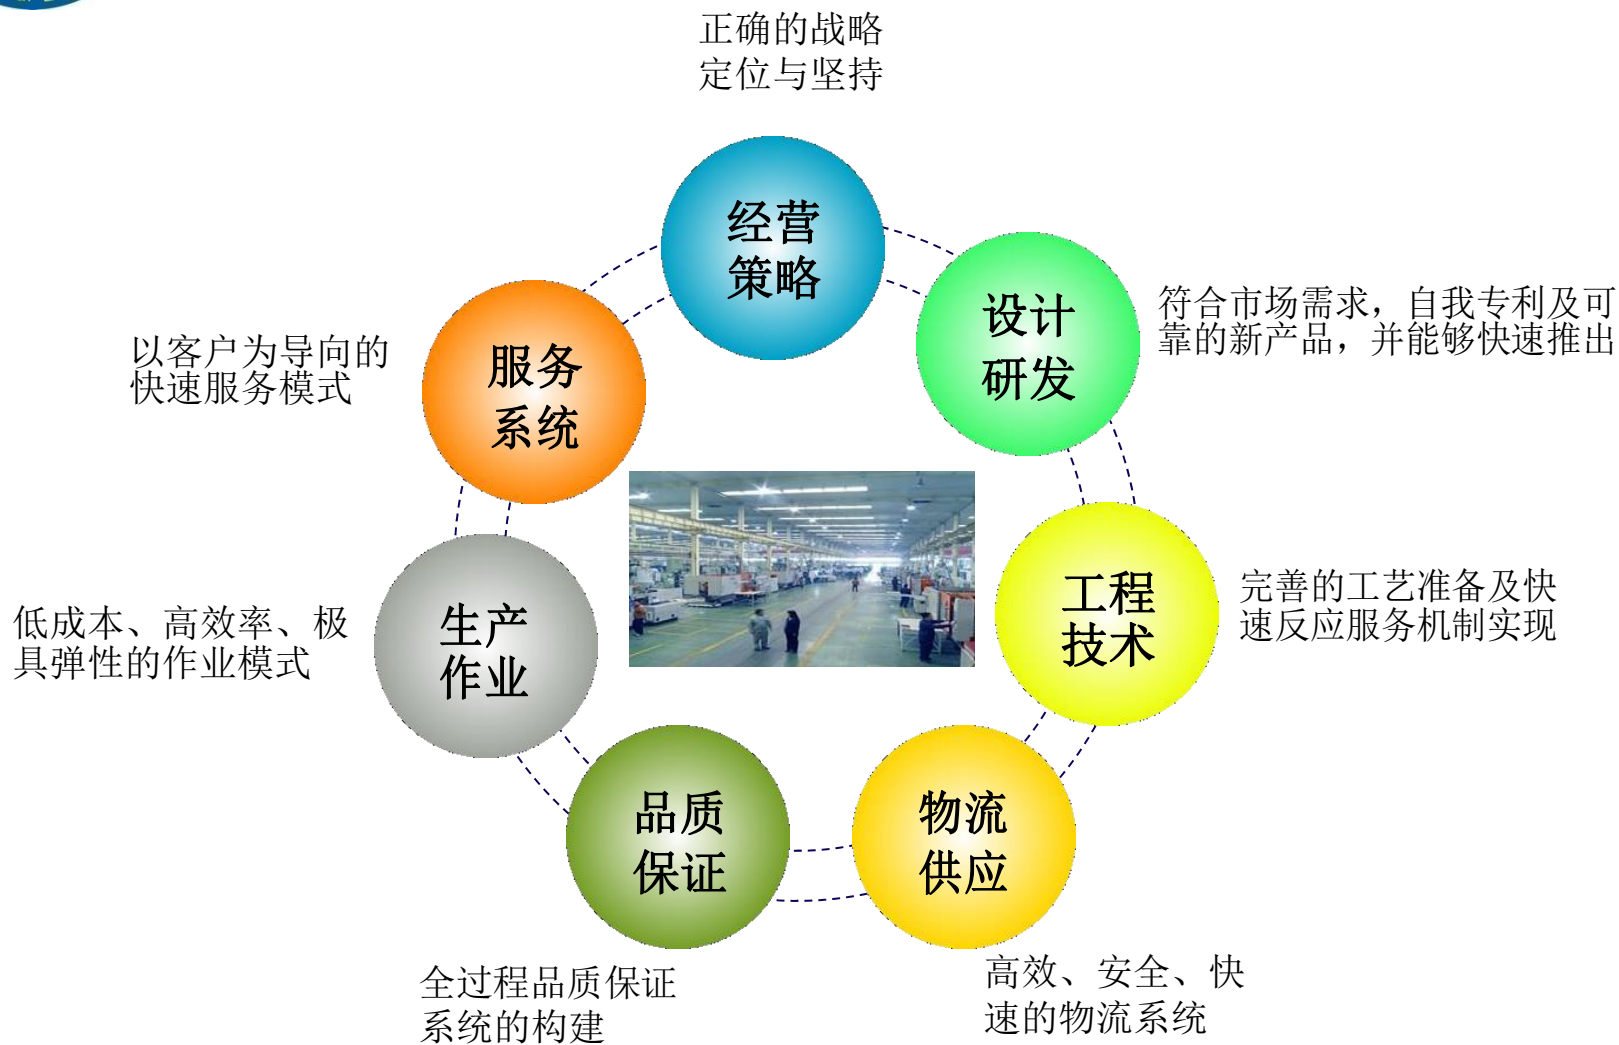 正确的战略
定位与坚持
经营
策略
设计
研发
符合市场需求，自我专利及可
靠的新产品，并能够快速推出
以客户为导向的
快速服务模式
服务
系统
工程
技术
完善的工艺准备及快
速反应服务机制实现
低成本、高效率、极
具弹性的作业模式
生产
作业
品质
保证
物流
供应
全过程品质保证
系统的构建
高效、安全、快
速的物流系统